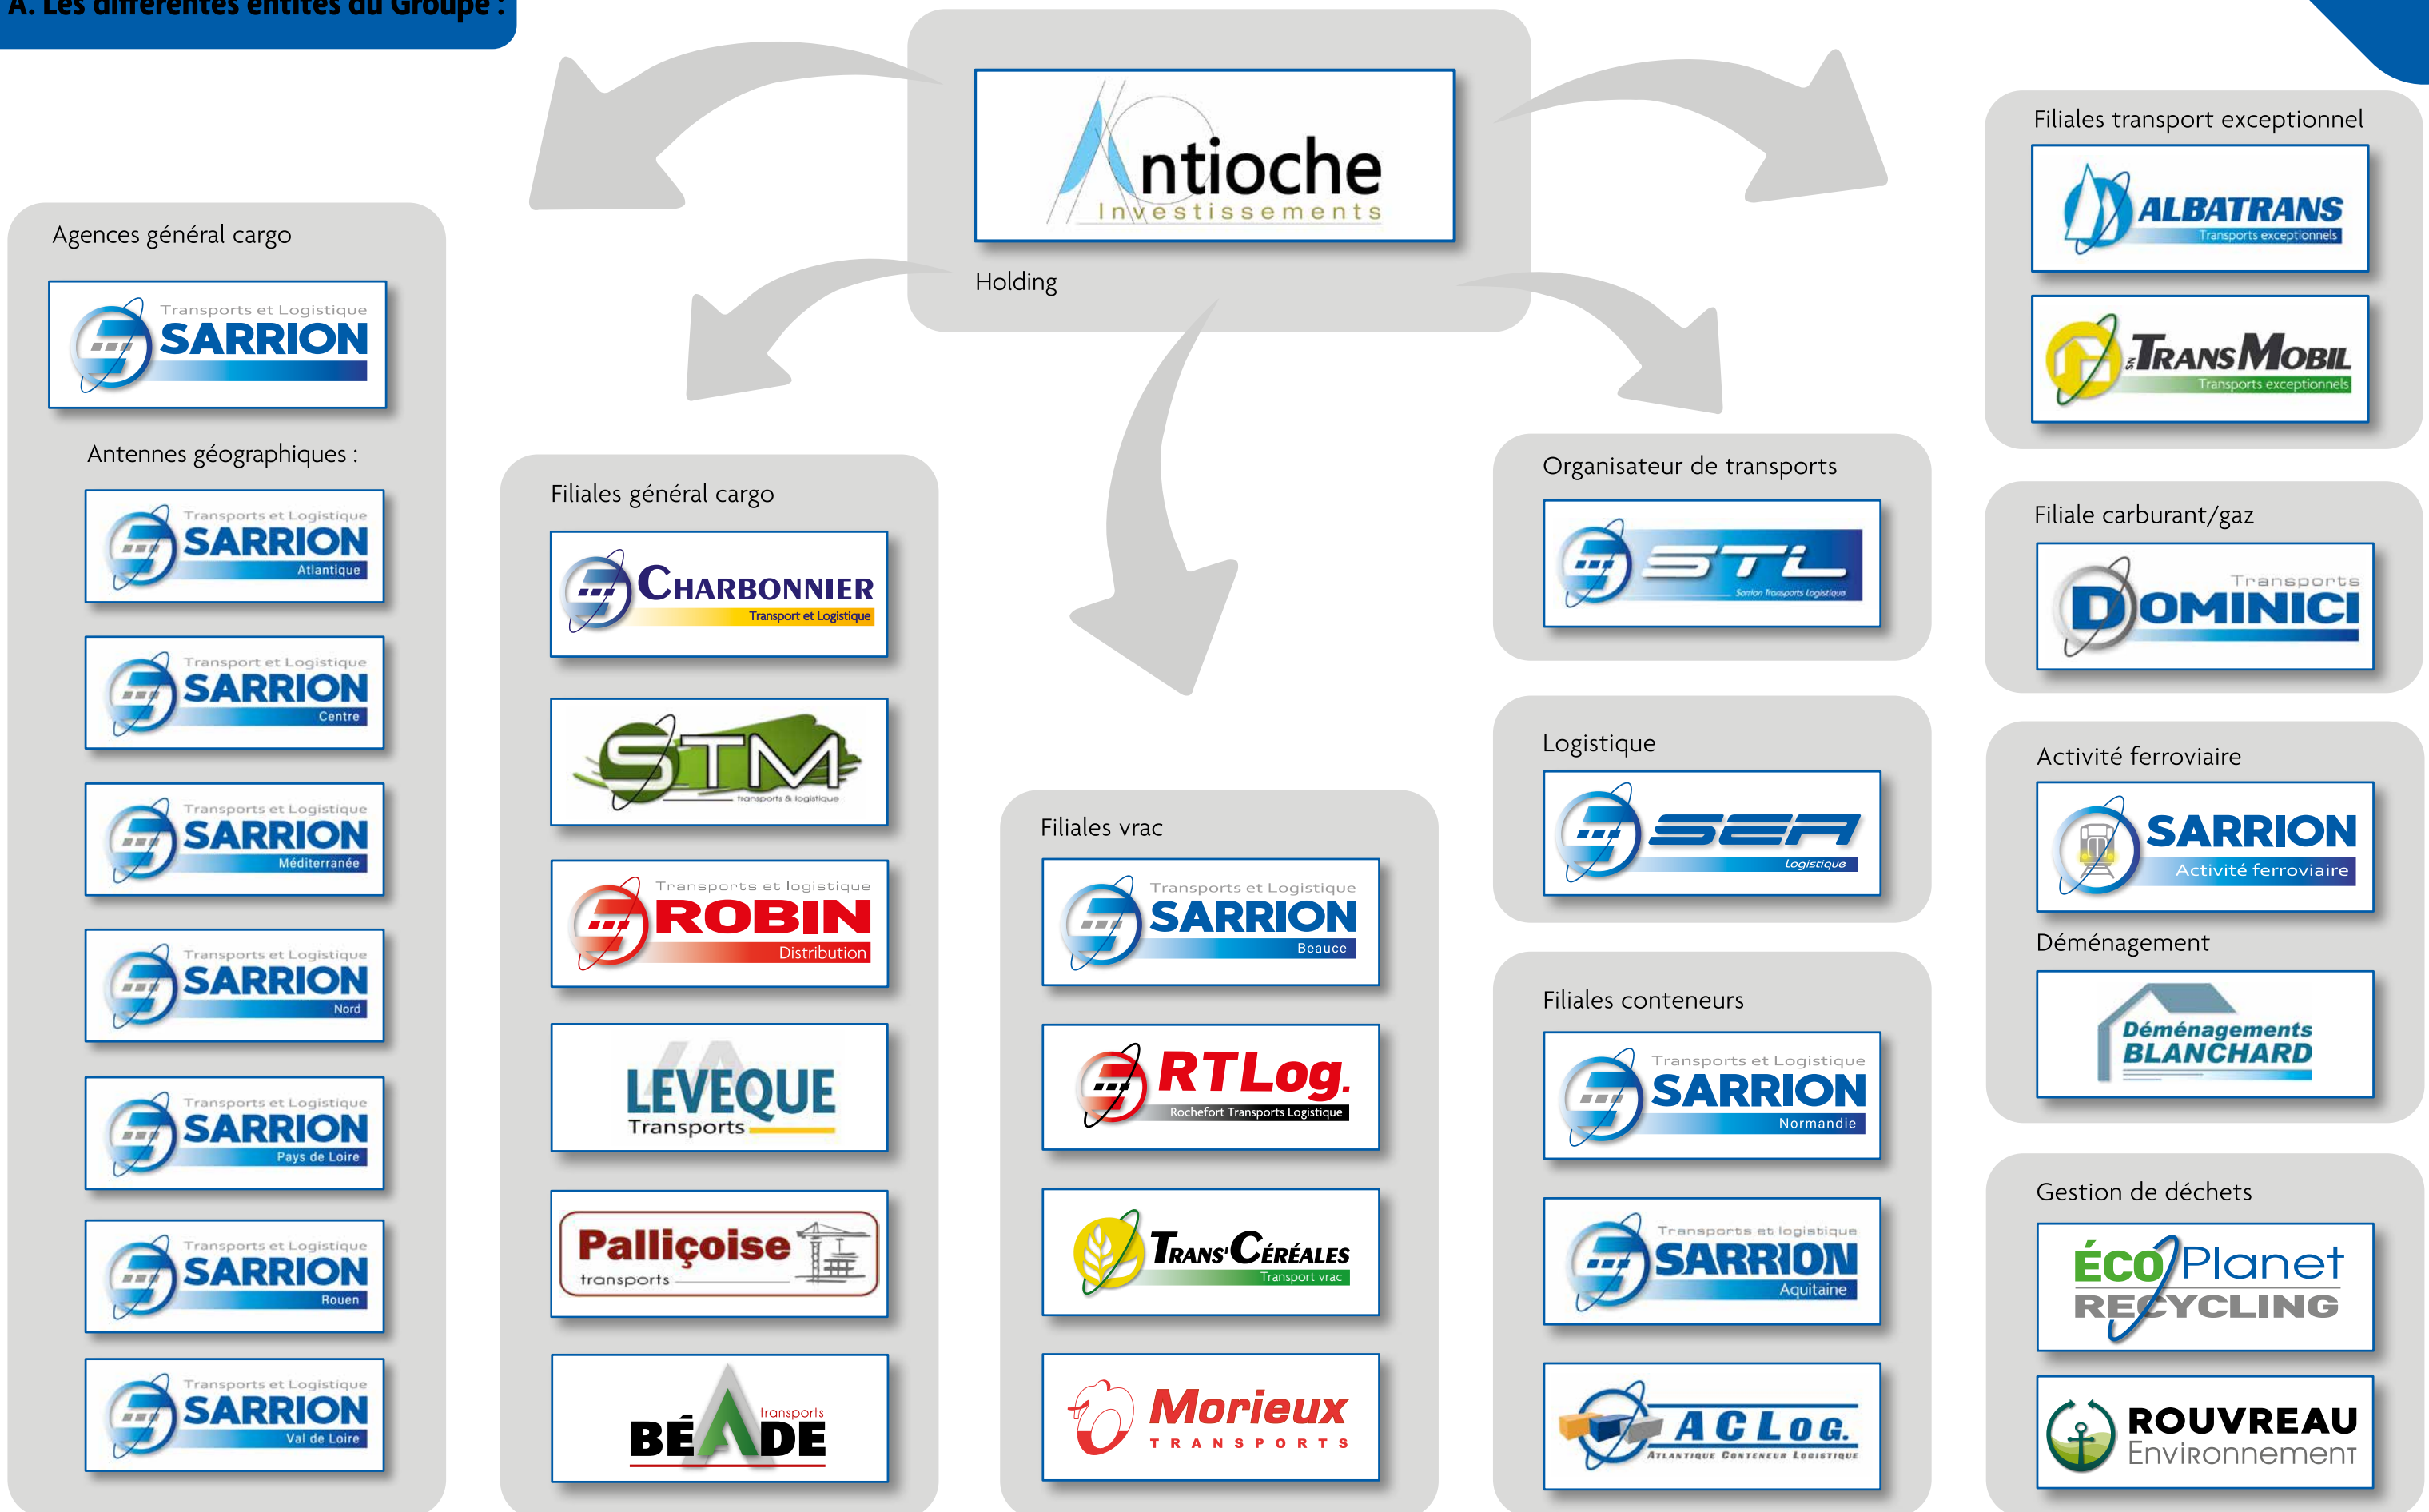 A. Les différentes entités du Groupe :
Antioche
Investissements
Holding
Agences général cargo
Transports et Logistique
SARRION
Antennes géographiques :
Transports et Logistique
SARRION
Atlantique
Transport et Logistique
SARRION
Centre
Transports et Logistique
SARRION
Méditerranée
Transports et Logistique
SARRION
Nord
Transports et Logistique
SARRION
Pays de Loire
Transports et Logistique
SARRION
Rouen
Transports et Logistique
SARRION
Val de Loire
Filiales général cargo
CHARBONNIER
Transport et Logistique
STM
transports & logistique
Transports et logistique
ROBIN
Distribution
LEVEQUE
Transports
Palliçoise
transports
transports
BÉADE
Filiales vrac
Transports et Logistique
SARRION
Beauce
RTLog.
Rochefort Transports Logistique
TRANS'CÉRÉALES
Transport vrac
Morieux
TRANSPORTS
Organisateur de transports
STL
Sarrion Transports Logistique
Logistique
SEA
Logistique
Filiales conteneurs
Transports et Logistique
SARRION
Normandie
Transports et logistique
SARRION
Aquitaine
ACLOG.
ATLANTIQUE CONTENEUR LOGISTIQUE
Filiales transport exceptionnel
ALBATRANS
Transports exceptionnels
SN TRANSMOBIL
Transports exceptionnels
Filiale carburant/gaz
Transports
DOMINICI
Activité ferroviaire
SARRION
Activité ferroviaire
Déménagement
Déménagements
BLANCHARD
Gestion de déchets
ÉCO Planet
RECYCLING
ROUVREAU
Environnement